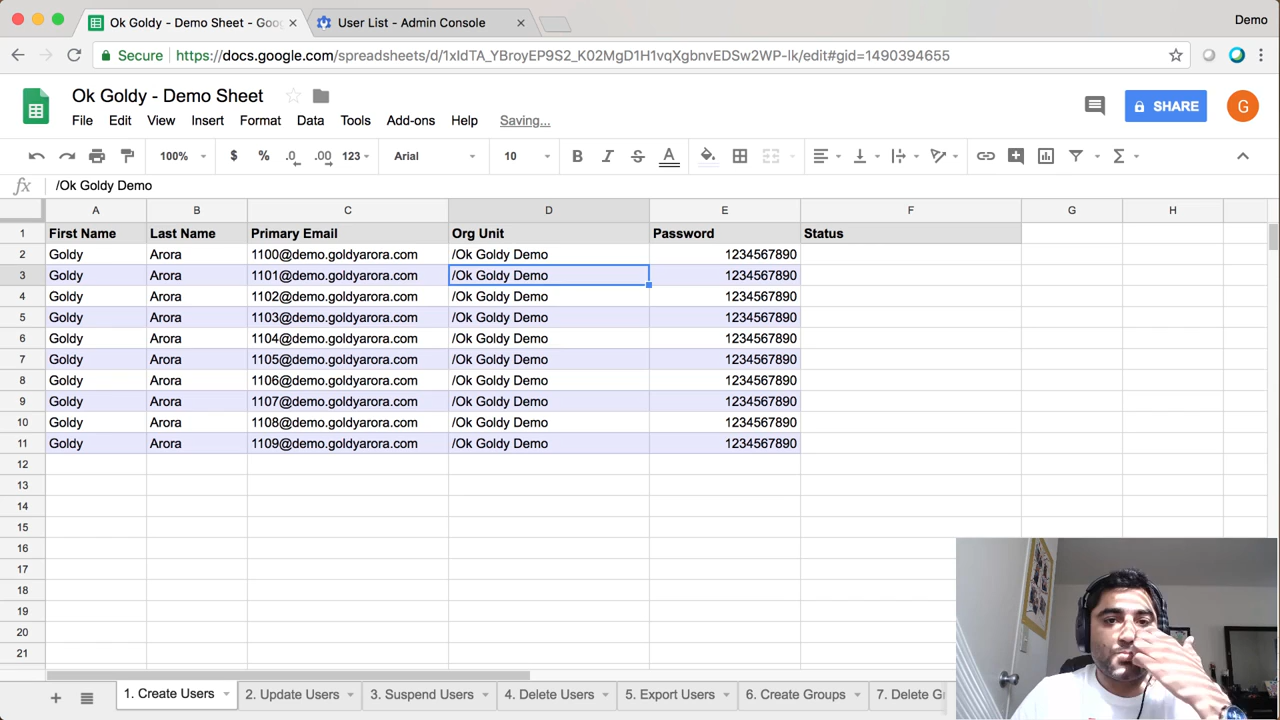 Ok Goldy - Demo Sheet - Goo
User List - Admin Console
Demo
Secure
https://docs.google.com/spreadsheets/d/1xIdTA_YBroyEP9S2_K02MgD1H1vqXgbnvEDSw2WP-lk/edit#gid=1490394655
Ok Goldy - Demo Sheet
File Edit View Insert Format Data Tools Add-ons Help Saving...
SHARE
G
100% $ % .0 .00 123 Arial 10 B I S A Σ
fx /Ok Goldy Demo
A B C D E F G H
1 First Name Last Name Primary Email Org Unit Password Status
2 Goldy Arora 1100@demo.goldyarora.com /Ok Goldy Demo 1234567890
3 Goldy Arora 1101@demo.goldyarora.com /Ok Goldy Demo 1234567890
4 Goldy Arora 1102@demo.goldyarora.com /Ok Goldy Demo 1234567890
5 Goldy Arora 1103@demo.goldyarora.com /Ok Goldy Demo 1234567890
6 Goldy Arora 1104@demo.goldyarora.com /Ok Goldy Demo 1234567890
7 Goldy Arora 1105@demo.goldyarora.com /Ok Goldy Demo 1234567890
8 Goldy Arora 1106@demo.goldyarora.com /Ok Goldy Demo 1234567890
9 Goldy Arora 1107@demo.goldyarora.com /Ok Goldy Demo 1234567890
10 Goldy Arora 1108@demo.goldyarora.com /Ok Goldy Demo 1234567890
11 Goldy Arora 1109@demo.goldyarora.com /Ok Goldy Demo 1234567890
12
13
14
15
16
17
18
19
20
21
1. Create Users 2. Update Users 3. Suspend Users 4. Delete Users 5. Export Users 6. Create Groups 7. Delete G